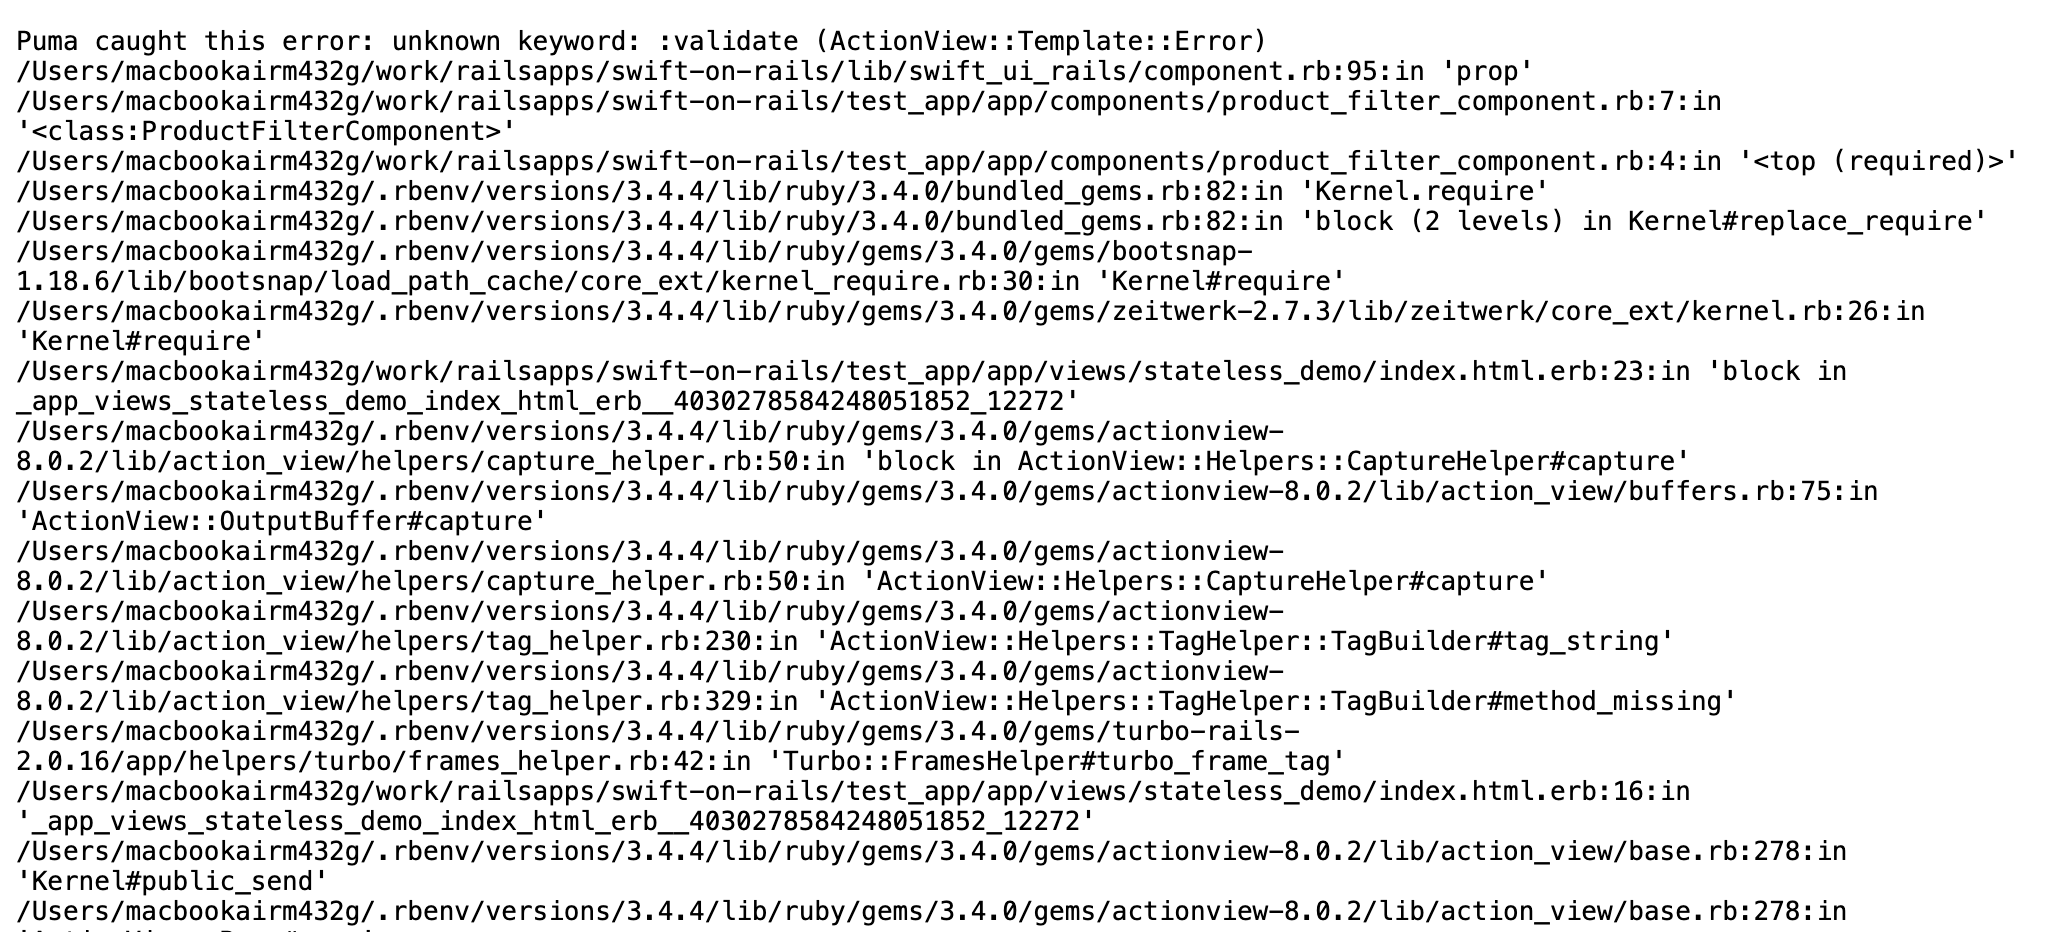 Puma caught this error: unknown keyword: :validate (ActionView::Template::Error)
/Users/macbookairm432g/work/railsapps/swift-on-rails/lib/swift_ui_rails/component.rb:95:in 'prop'
/Users/macbookairm432g/work/railsapps/swift-on-rails/test_app/app/components/product_filter_component.rb:7:in
'<class:ProductFilterComponent>'
/Users/macbookairm432g/work/railsapps/swift-on-rails/test_app/app/components/product_filter_component.rb:4:in '<top (required)>'
/Users/macbookairm432g/.rbenv/versions/3.4.4/lib/ruby/3.4.0/bundled_gems.rb:82:in 'Kernel.require'
/Users/macbookairm432g/.rbenv/versions/3.4.4/lib/ruby/3.4.0/bundled_gems.rb:82:in 'block (2 levels) in Kernel#replace_require'
/Users/macbookairm432g/.rbenv/versions/3.4.4/lib/ruby/gems/3.4.0/gems/bootsnap-
1.18.6/lib/bootsnap/load_path_cache/core_ext/kernel_require.rb:30:in 'Kernel#require'
/Users/macbookairm432g/.rbenv/versions/3.4.4/lib/ruby/gems/3.4.0/gems/zeitwerk-2.7.3/lib/zeitwerk/core_ext/kernel.rb:26:in
'Kernel#require'
/Users/macbookairm432g/work/railsapps/swift-on-rails/test_app/app/views/stateless_demo/index.html.erb:23:in 'block in
_app_views_stateless_demo_index_html_erb__4030278584248051852_12272'
/Users/macbookairm432g/.rbenv/versions/3.4.4/lib/ruby/gems/3.4.0/gems/actionview-
8.0.2/lib/action_view/helpers/capture_helper.rb:50:in 'block in ActionView::Helpers::CaptureHelper#capture'
/Users/macbookairm432g/.rbenv/versions/3.4.4/lib/ruby/gems/3.4.0/gems/actionview-8.0.2/lib/action_view/buffers.rb:75:in
'ActionView::OutputBuffer#capture'
/Users/macbookairm432g/.rbenv/versions/3.4.4/lib/ruby/gems/3.4.0/gems/actionview-
8.0.2/lib/action_view/helpers/capture_helper.rb:50:in 'ActionView::Helpers::CaptureHelper#capture'
/Users/macbookairm432g/.rbenv/versions/3.4.4/lib/ruby/gems/3.4.0/gems/actionview-
8.0.2/lib/action_view/helpers/tag_helper.rb:230:in 'ActionView::Helpers::TagHelper::TagBuilder#tag_string'
/Users/macbookairm432g/.rbenv/versions/3.4.4/lib/ruby/gems/3.4.0/gems/actionview-
8.0.2/lib/action_view/helpers/tag_helper.rb:329:in 'ActionView::Helpers::TagHelper::TagBuilder#method_missing'
/Users/macbookairm432g/.rbenv/versions/3.4.4/lib/ruby/gems/3.4.0/gems/turbo-rails-
2.0.16/app/helpers/turbo/frames_helper.rb:42:in 'Turbo::FramesHelper#turbo_frame_tag'
/Users/macbookairm432g/work/railsapps/swift-on-rails/test_app/app/views/stateless_demo/index.html.erb:16:in
'_app_views_stateless_demo_index_html_erb__4030278584248051852_12272'
/Users/macbookairm432g/.rbenv/versions/3.4.4/lib/ruby/gems/3.4.0/gems/actionview-8.0.2/lib/action_view/base.rb:278:in
'Kernel#public_send'
/Users/macbookairm432g/.rbenv/versions/3.4.4/lib/ruby/gems/3.4.0/gems/actionview-8.0.2/lib/action_view/base.rb:278:in